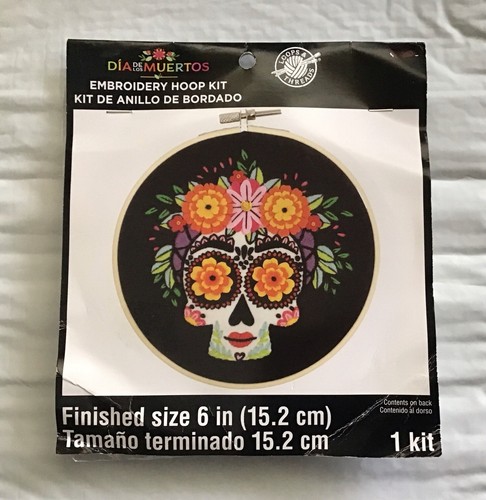 DÍA DE LOS MUERTOS
EMBROIDERY HOOP KIT
KIT DE ANILLO DE BORDADO
LOOPS & THREADS
Finished size 6 in (15.2 cm)
Tamaño terminado 15.2 cm
Contents on back
Contenido al dorso
1 kit